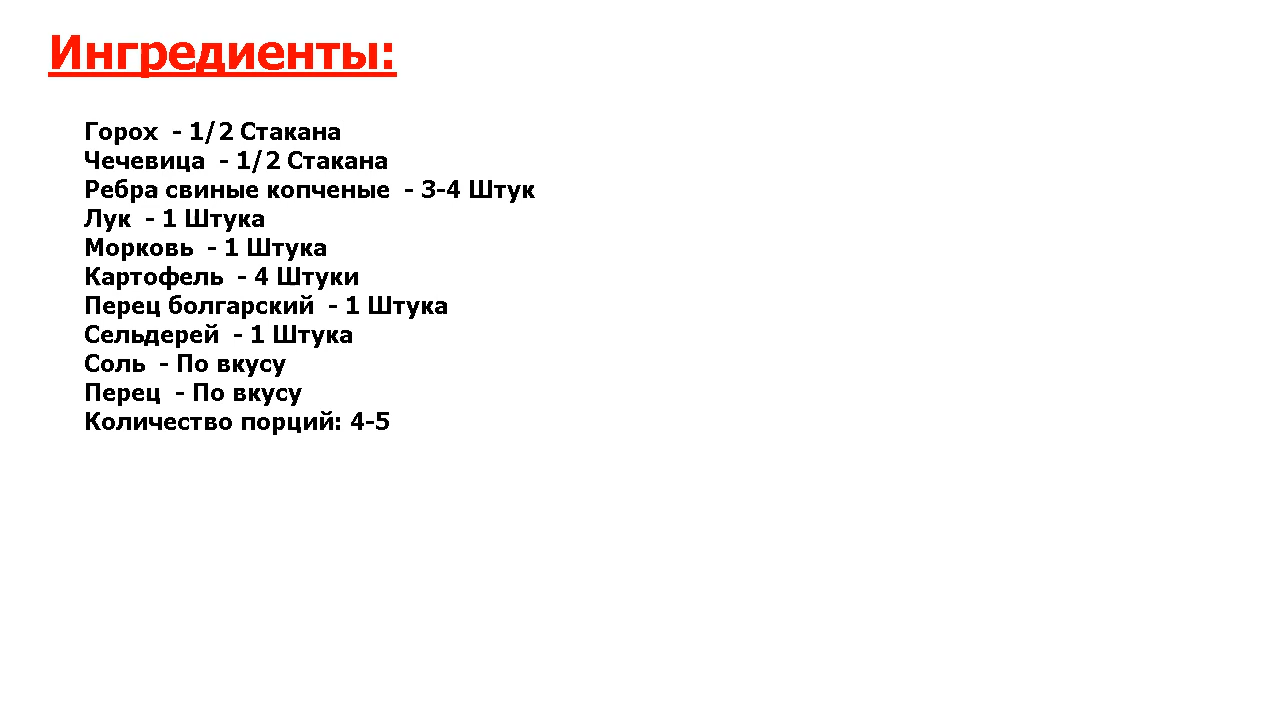 Ингредиенты:
Горох - 1/2 Стакана
Чечевица - 1/2 Стакана
Ребра свиные копченые - 3-4 Штук
Лук - 1 Штука
Морковь - 1 Штука
Картофель - 4 Штуки
Перец болгарский - 1 Штука
Сельдерей - 1 Штука
Соль - По вкусу
Перец - По вкусу
Количество порций: 4-5